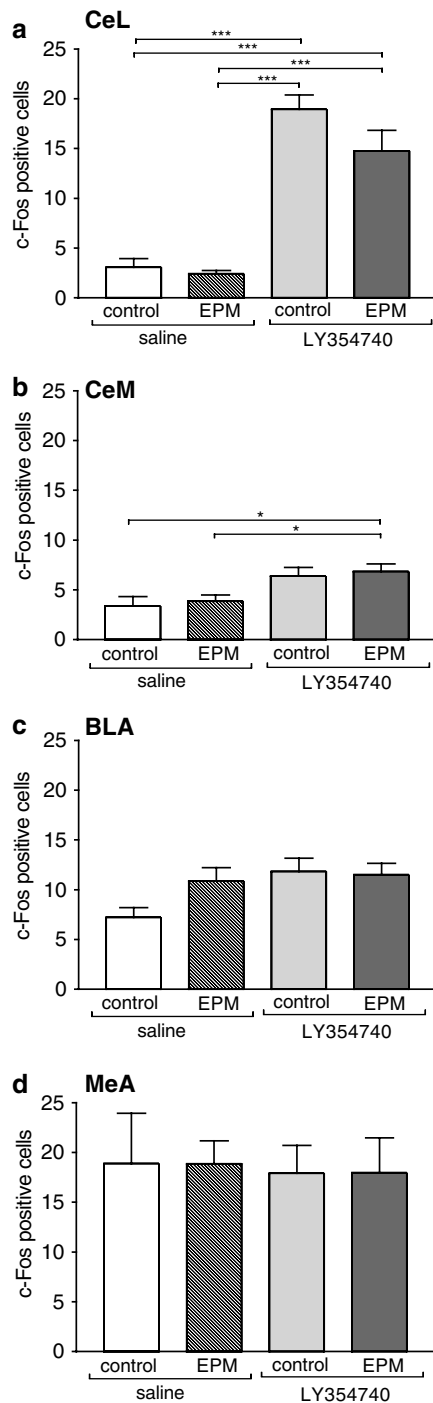 a CeL
c-Fos positive cells
25
20
15
10
5
0
***
***
***
***
control EPM control EPM
saline LY354740
b CeM
c-Fos positive cells
25
20
15
10
5
0
*
*
control EPM control EPM
saline LY354740
c BLA
c-Fos positive cells
25
20
15
10
5
0
control EPM control EPM
saline LY354740
d MeA
c-Fos positive cells
25
20
15
10
5
0
control EPM control EPM
saline LY354740